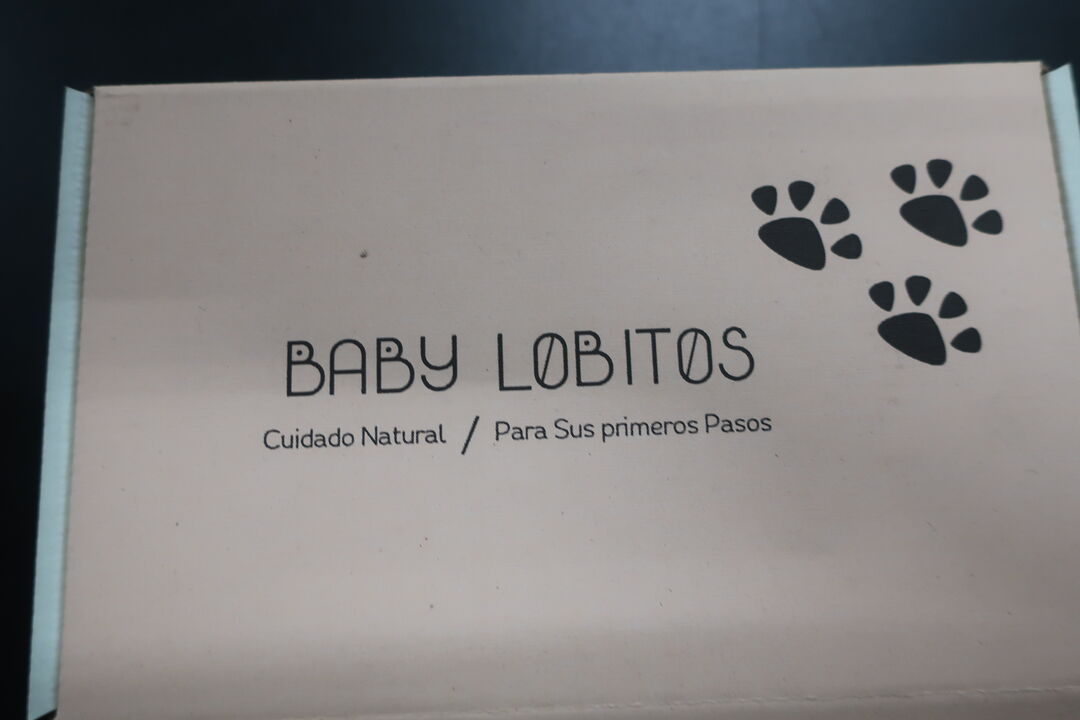 BABY LOBITOS
Cuidado Natural / Para Sus primeros Pasos